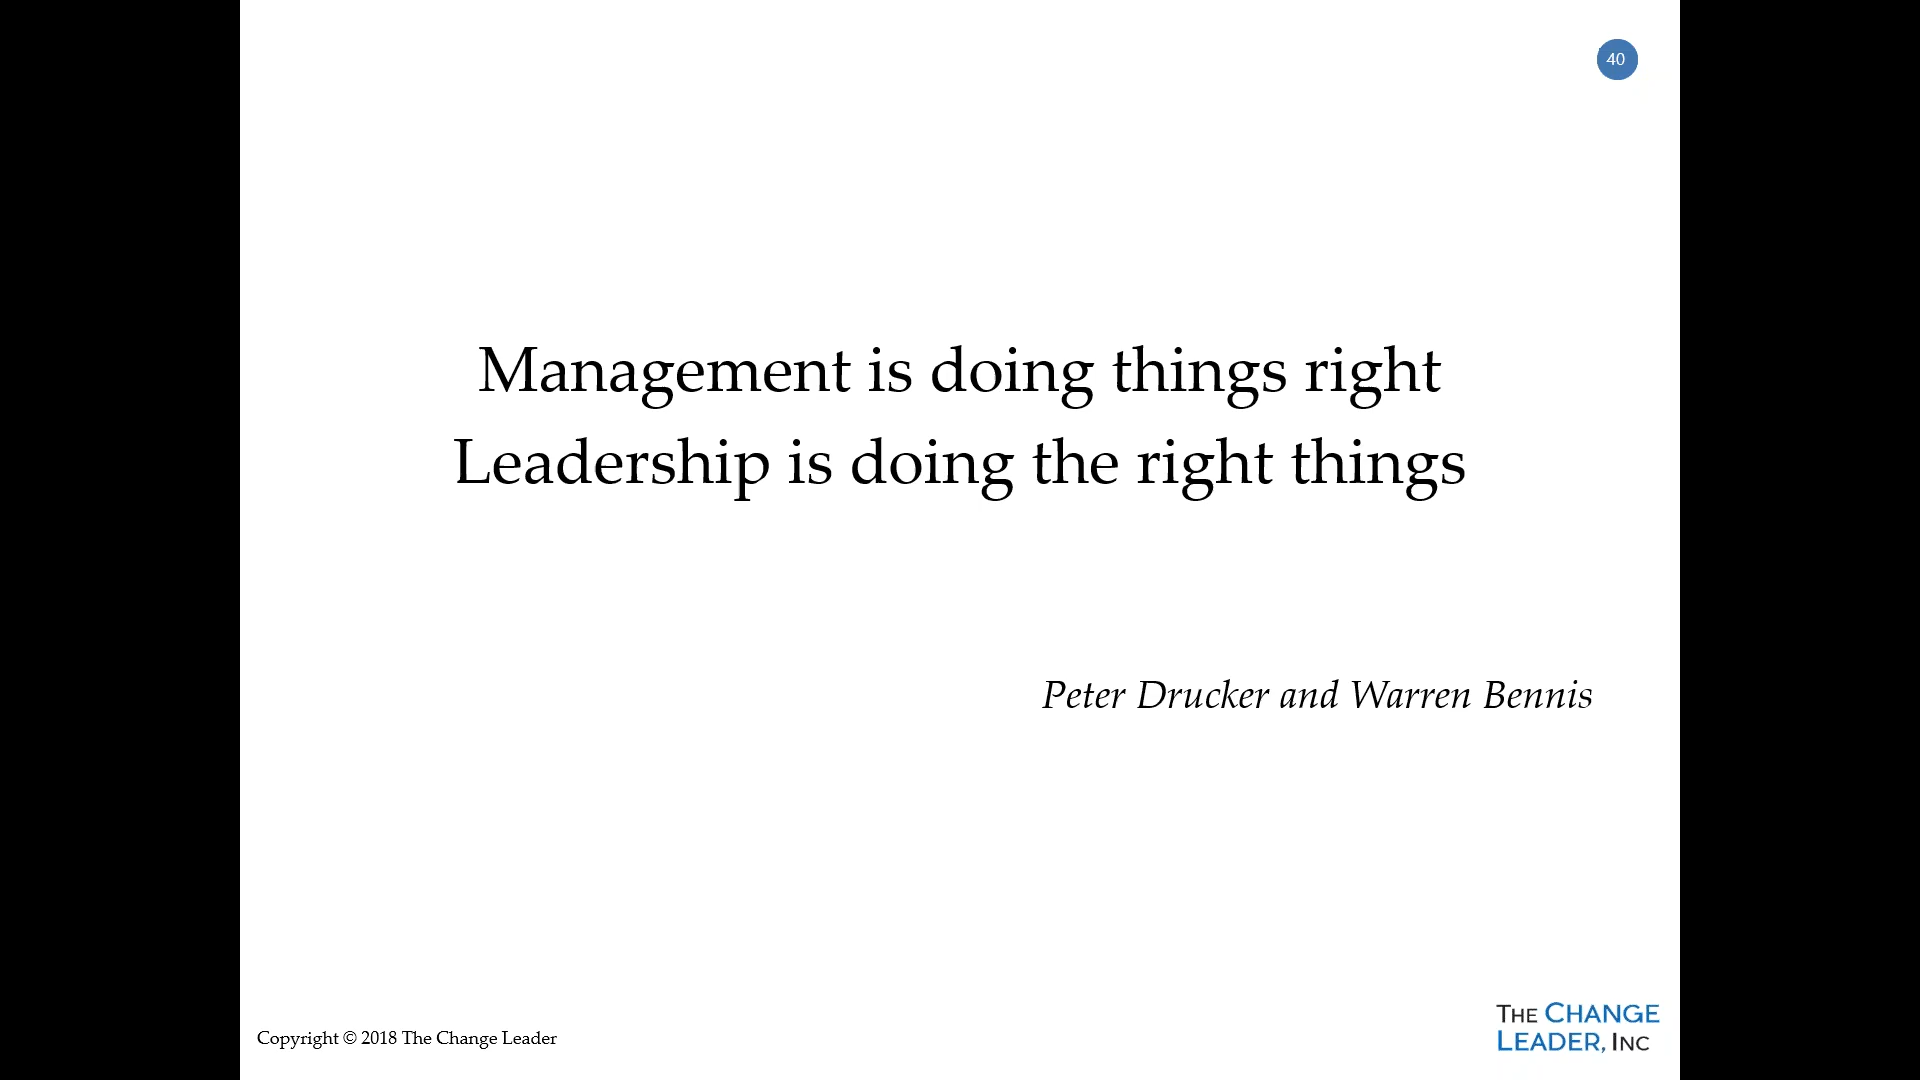 40
Management is doing things right
Leadership is doing the right things
Peter Drucker and Warren Bennis
Copyright © 2018 The Change Leader
THE CHANGE
LEADER, INC